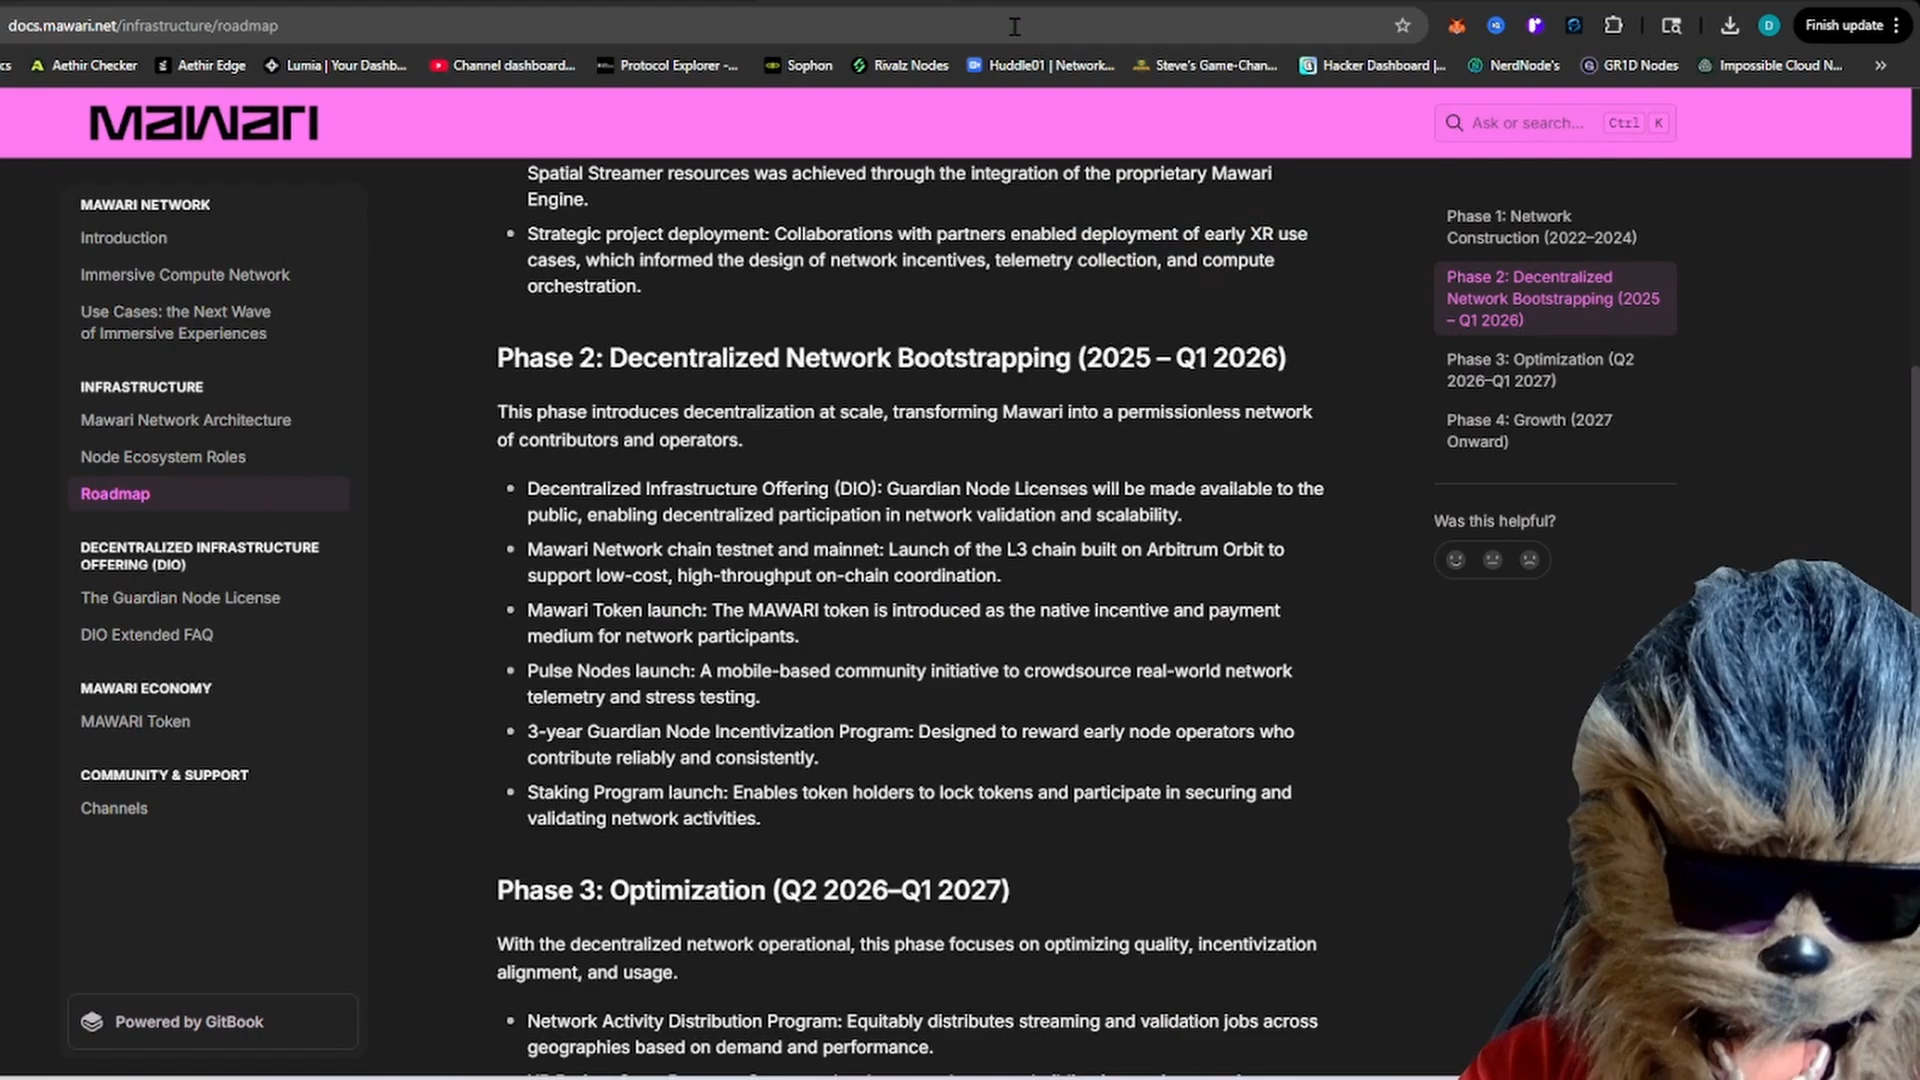 docs.mawari.net/infrastructure/roadmap
Finish update
cs
Aethir Checker
Aethir Edge
Lumia | Your Dashb...
Channel dashboard...
Protocol Explorer -...
Sophon
Rivalz Nodes
Huddle01 | Network...
Steve's Game-Chan...
Hacker Dashboard |...
NerdNode's
GR1D Nodes
Impossible Cloud N...
Mawari
Ask or search...
Ctrl K
MAWARI NETWORK
Introduction
Immersive Compute Network
Use Cases: the Next Wave
of Immersive Experiences
INFRASTRUCTURE
Mawari Network Architecture
Node Ecosystem Roles
Roadmap
DECENTRALIZED INFRASTRUCTURE
OFFERING (DIO)
The Guardian Node License
DIO Extended FAQ
MAWARI ECONOMY
MAWARI Token
COMMUNITY & SUPPORT
Channels
Powered by GitBook
Spatial Streamer resources was achieved through the integration of the proprietary Mawari
Engine.
Strategic project deployment: Collaborations with partners enabled deployment of early XR use
cases, which informed the design of network incentives, telemetry collection, and compute
orchestration.
Phase 2: Decentralized Network Bootstrapping (2025 – Q1 2026)
This phase introduces decentralization at scale, transforming Mawari into a permissionless network
of contributors and operators.
Decentralized Infrastructure Offering (DIO): Guardian Node Licenses will be made available to the
public, enabling decentralized participation in network validation and scalability.
Mawari Network chain testnet and mainnet: Launch of the L3 chain built on Arbitrum Orbit to
support low-cost, high-throughput on-chain coordination.
Mawari Token launch: The MAWARI token is introduced as the native incentive and payment
medium for network participants.
Pulse Nodes launch: A mobile-based community initiative to crowdsource real-world network
telemetry and stress testing.
3-year Guardian Node Incentivization Program: Designed to reward early node operators who
contribute reliably and consistently.
Staking Program launch: Enables token holders to lock tokens and participate in securing and
validating network activities.
Phase 3: Optimization (Q2 2026–Q1 2027)
With the decentralized network operational, this phase focuses on optimizing quality, incentivization
alignment, and usage.
Network Activity Distribution Program: Equitably distributes streaming and validation jobs across
geographies based on demand and performance.
Phase 1: Network
Construction (2022–2024)
Phase 2: Decentralized
Network Bootstrapping (2025
– Q1 2026)
Phase 3: Optimization (Q2
2026–Q1 2027)
Phase 4: Growth (2027
Onward)
Was this helpful?